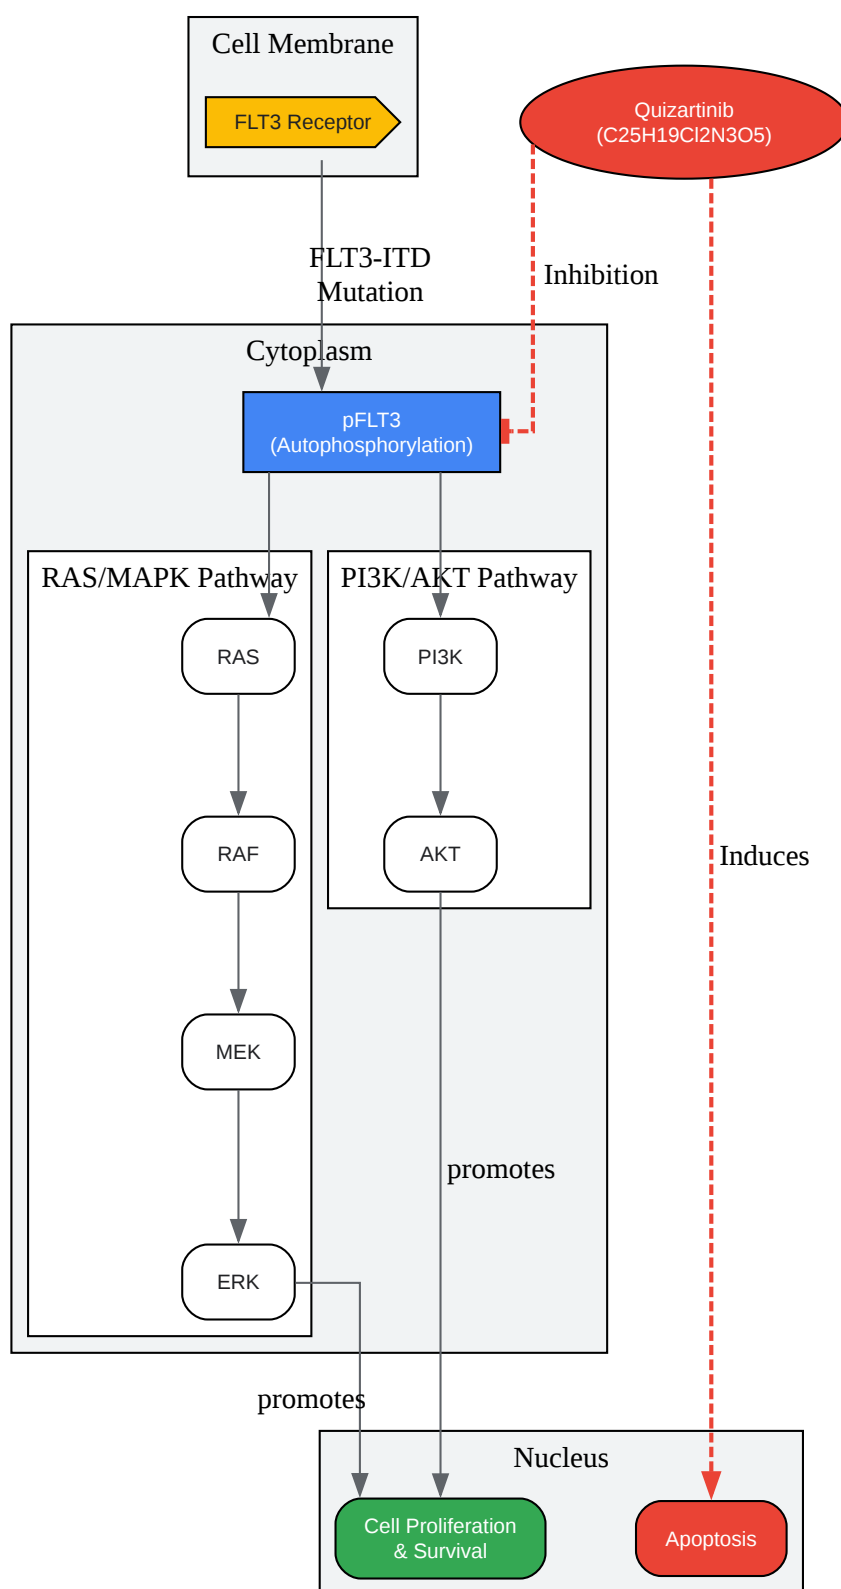 Cell Membrane
FLT3 Receptor
Quizartinib
(C25H19Cl2N3O5)
FLT3-ITD
Mutation
Inhibition
Cytoplasm
pFLT3
(Autophosphorylation)
RAS/MAPK Pathway
PI3K/AKT Pathway
RAS
PI3K
RAF
AKT
Induces
MEK
promotes
ERK
promotes
Nucleus
Cell Proliferation
& Survival
Apoptosis